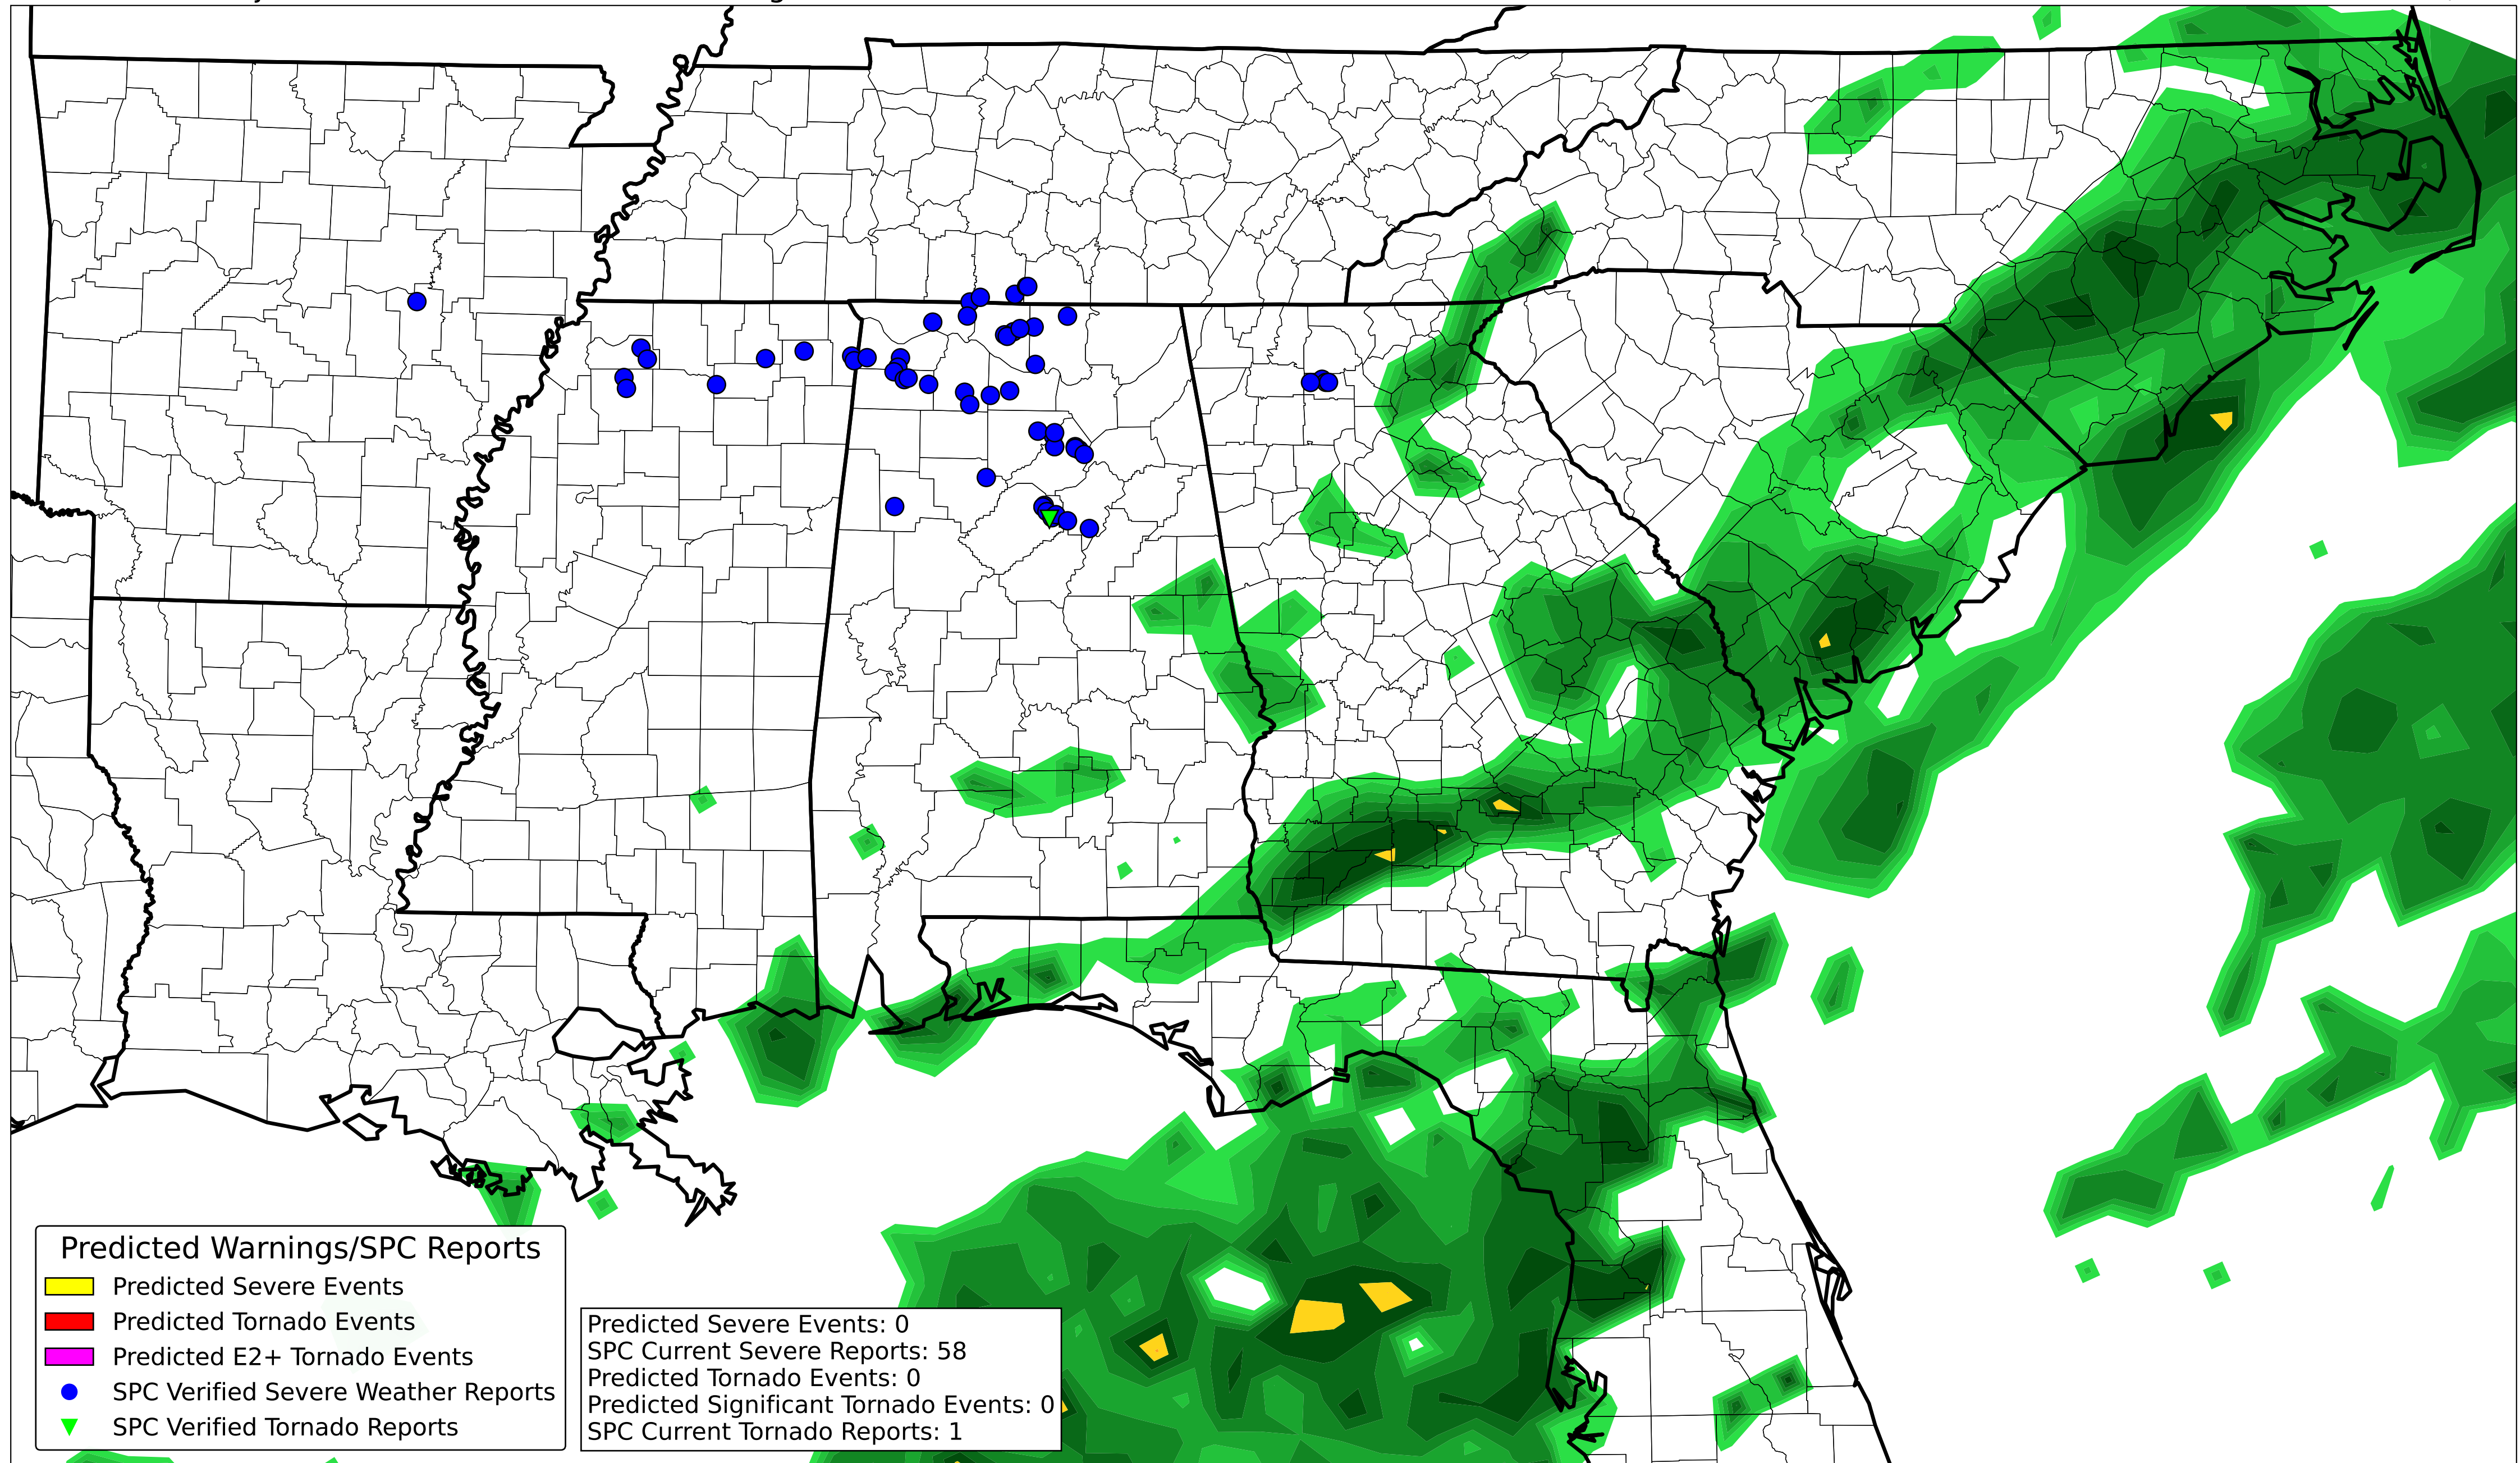 Predicted Warnings/SPC Reports
Predicted Severe Events
Predicted Tornado Events
Predicted E2+ Tornado Events
SPC Verified Severe Weather Reports
SPC Verified Tornado Reports
Predicted Severe Events: 0
SPC Current Severe Reports: 58
Predicted Tornado Events: 0
Predicted Significant Tornado Events: 0
SPC Current Tornado Reports: 1